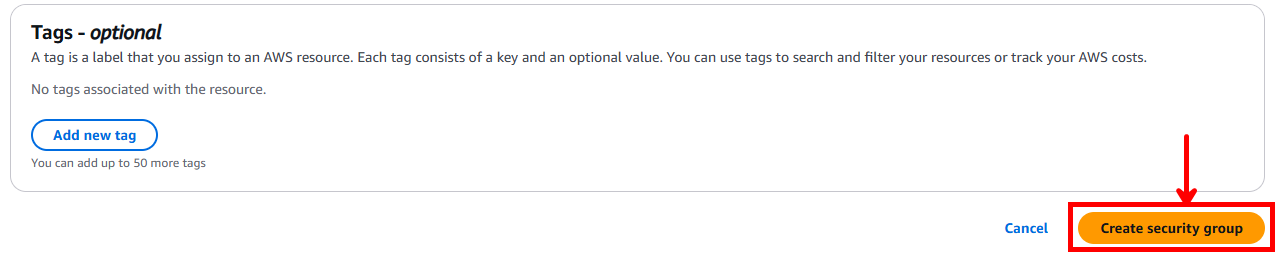 Tags - optional
A tag is a label that you assign to an AWS resource. Each tag consists of a key and an optional value. You can use tags to search and filter your resources or track your AWS costs.
No tags associated with the resource.
Add new tag
You can add up to 50 more tags
Cancel
Create security group